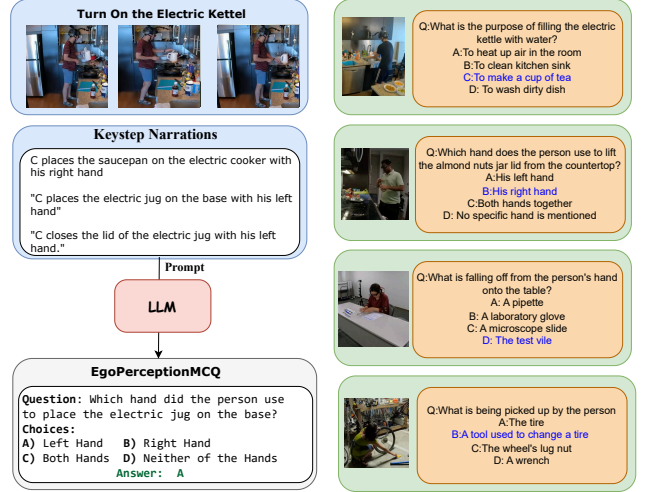 Turn On the Electric Kettel
Keystep Narrations
C places the saucepan on the electric cooker with
his right hand
"C places the electric jug on the base with his left
hand"
"C closes the lid of the electric jug with his left
hand."
Prompt
LLM
EgoPerceptionMCQ
Question: Which hand did the person use
to place the electric jug on the base?
Choices:
A) Left Hand B) Right Hand
C) Both Hands D) Neither of the Hands
Answer: A
Q:What is the purpose of filling the electric
kettle with water?
A:To heat up air in the room
B:To clean kitchen sink
C:To make a cup of tea
D: To wash dirty dish
Q:Which hand does the person use to lift
the almond nuts jar lid from the countertop?
A:His left hand
B:His right hand
C:Both hands together
D: No specific hand is mentioned
Q:What is falling off from the person's hand
onto the table?
A: A pipette
B: A laboratory glove
C: A microscope slide
D: The test vile
Q:What is being picked up by the person
A:The tire
B:A tool used to change a tire
C:The wheel's lug nut
D: A wrench